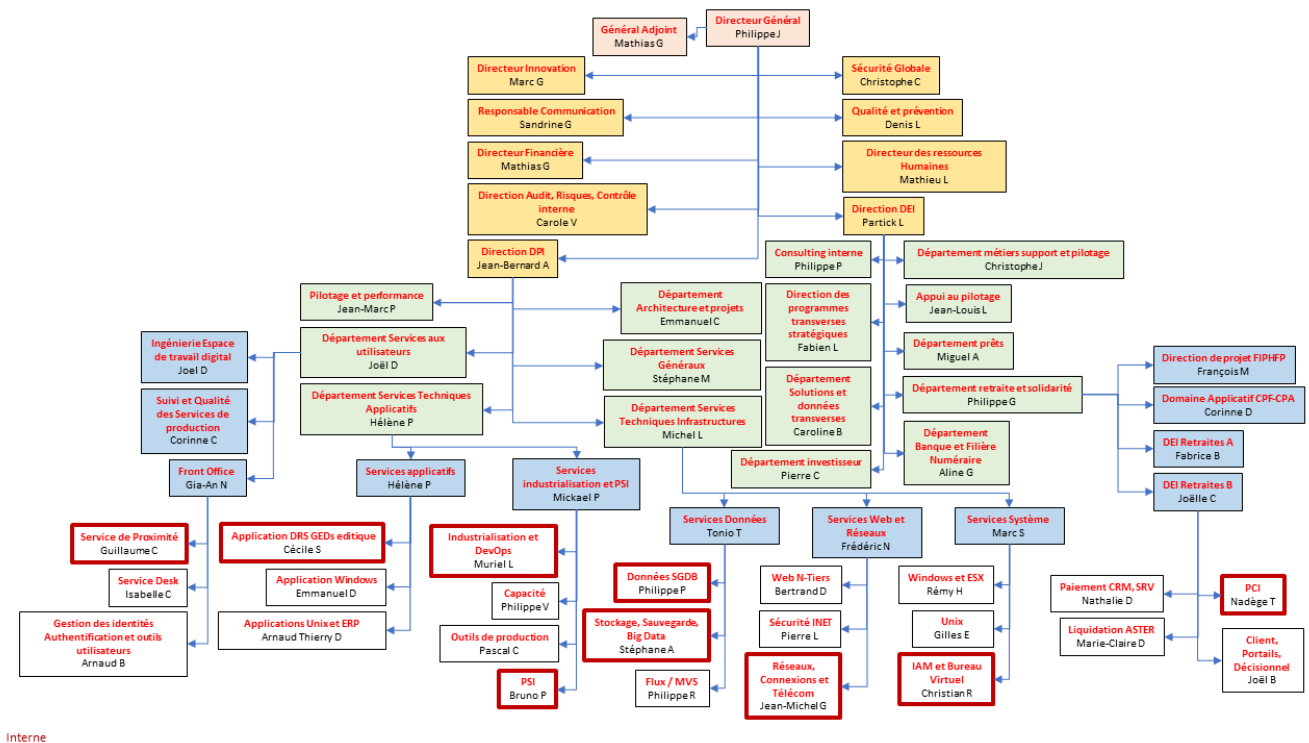 Directeur Général
Philippe J
Général Adjoint
Mathias G
Directeur Innovation
Marc G
Sécurité Globale
Christophe C
Responsable Communication
Sandrine G
Qualité et prévention
Denis L
Directeur Financière
Mathias G
Directeur des ressources
Humaines
Mathieu L
Direction Audit, Risques, Contrôle
interne
Carole V
Direction DEI
Partick L
Direction DPI
Jean-Bernard A
Consulting interne
Philippe P
Département métiers support et pilotage
Christophe J
Pilotage et performance
Jean-Marc P
Département
Architecture et projets
Emmanuel C
Direction des
programmes
transverses
stratégiques
Fabien L
Appui au pilotage
Jean-Louis L
Ingénierie Espace
de travail digital
Joel D
Département Services aux
utilisateurs
Joël D
Département Services
Généraux
Stéphane M
Département prêts
Miguel A
Direction de projet FIPHFP
François M
Suivi et Qualité
des Services de
production
Corinne C
Département Services Techniques
Applicatifs
Hélène P
Département Services
Techniques Infrastructures
Michel L
Département
Solutions et
données
transverses
Caroline B
Département retraite et solidarité
Philippe G
Domaine Applicatif CPF-CPA
Corinne D
Département
Banque et Filière
Numéraire
Aline G
DEI Retraites A
Fabrice B
Front Office
Gia-An N
Services applicatifs
Hélène P
Services
industrialisation et PSI
Mickael P
Département investisseur
Pierre C
DEI Retraites B
Joëlle C
Services Données
Tonio T
Services Web et
Réseaux
Frédéric N
Services Système
Marc S
Service de Proximité
Guillaume C
Application DRS GEDs editique
Cécile S
Industrialisation et
DevOps
Muriel L
Données SGDB
Philippe P
Web N-Tiers
Bertrand D
Windows et ESX
Rémy H
Paiement CRM, SRV
Nathalie D
PCI
Nadège T
Service Desk
Isabelle C
Application Windows
Emmanuel D
Capacité
Philippe V
Stockage, Sauvegarde,
Big Data
Stéphane A
Sécurité INET
Pierre L
Unix
Gilles E
Liquidation ASTER
Marie-Claire D
Client,
Portails,
Décisionnel
Joël B
Gestion des identités
Authentification et outils
utilisateurs
Arnaud B
Applications Unix et ERP
Arnaud Thierry D
Outils de production
Pascal C
PSI
Bruno P
Flux / MVS
Philippe R
Réseaux,
Connexions et
Télécom
Jean-Michel G
IAM et Bureau
Virtuel
Christian R
Interne